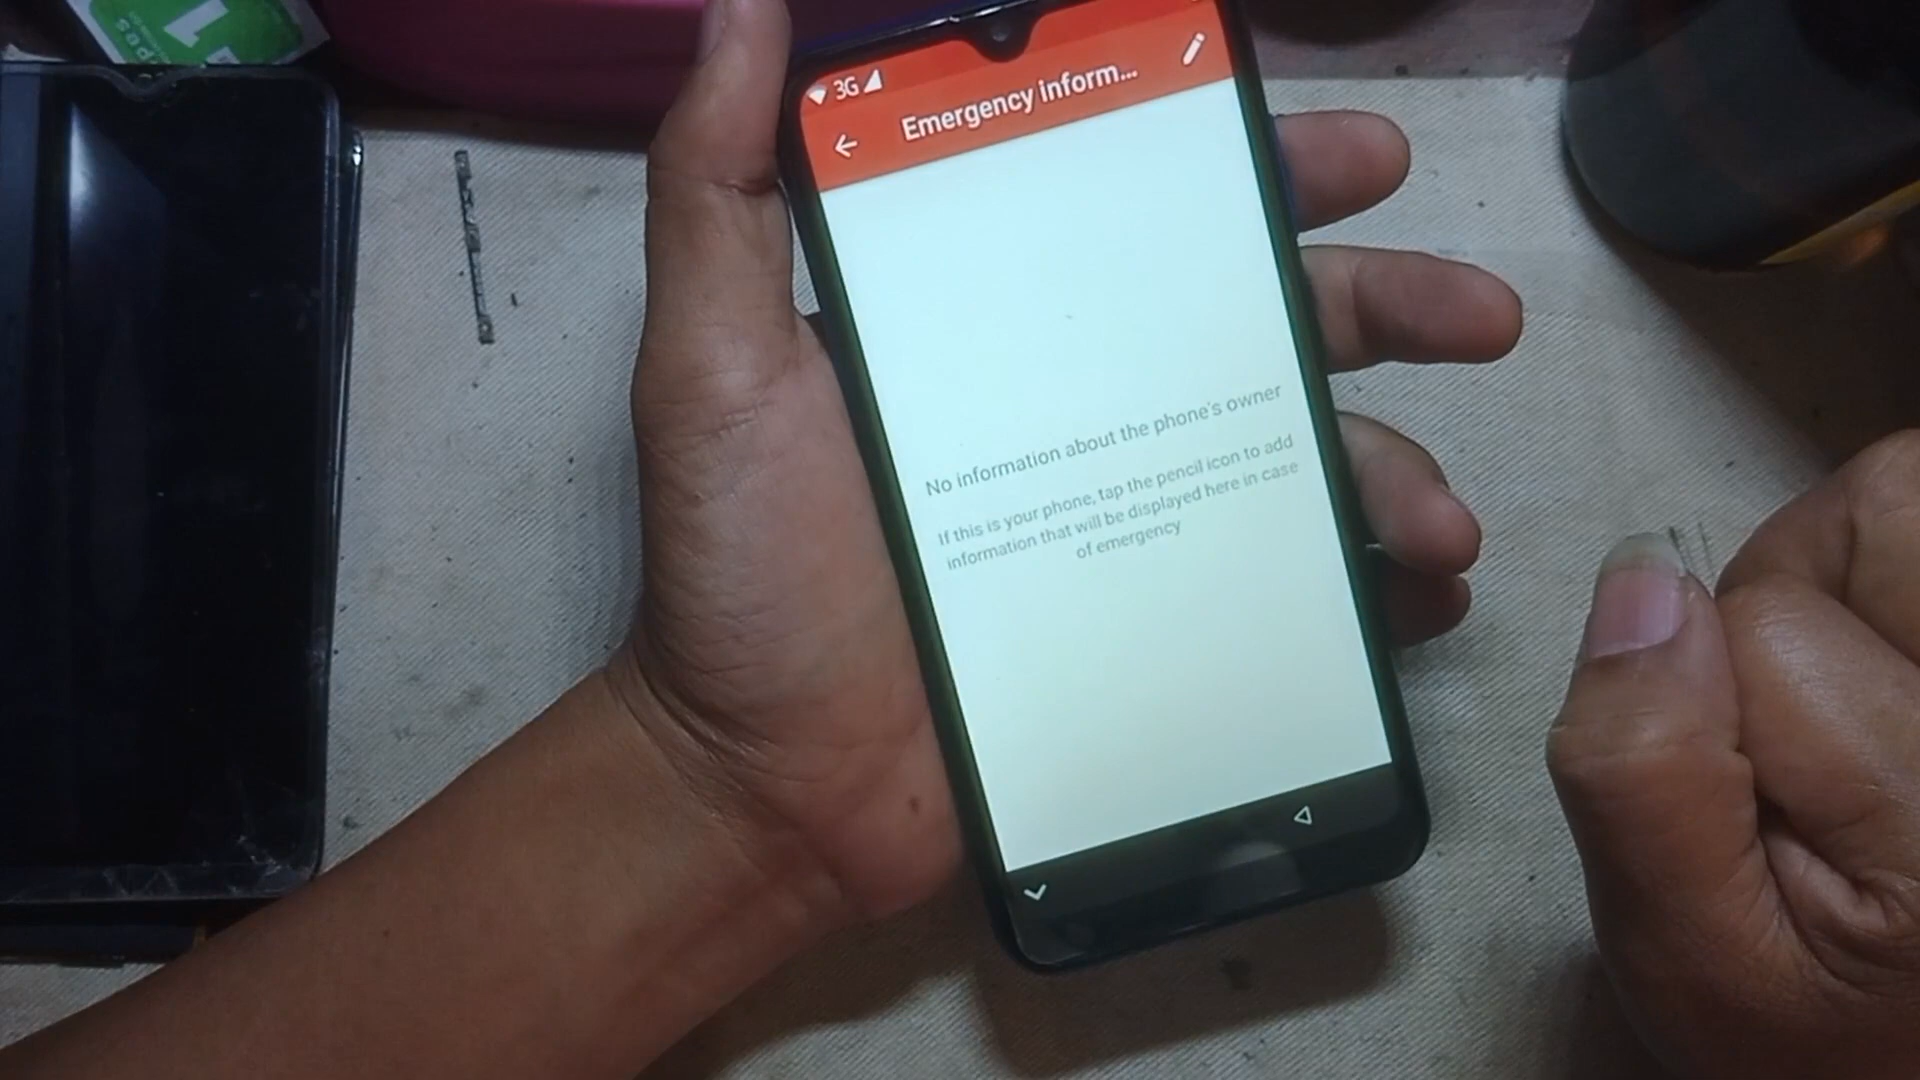 3G
Emergency inform...
No information about the phone's owner
If this is your phone, tap the pencil icon to add
information that will be displayed here in case
of emergency
1